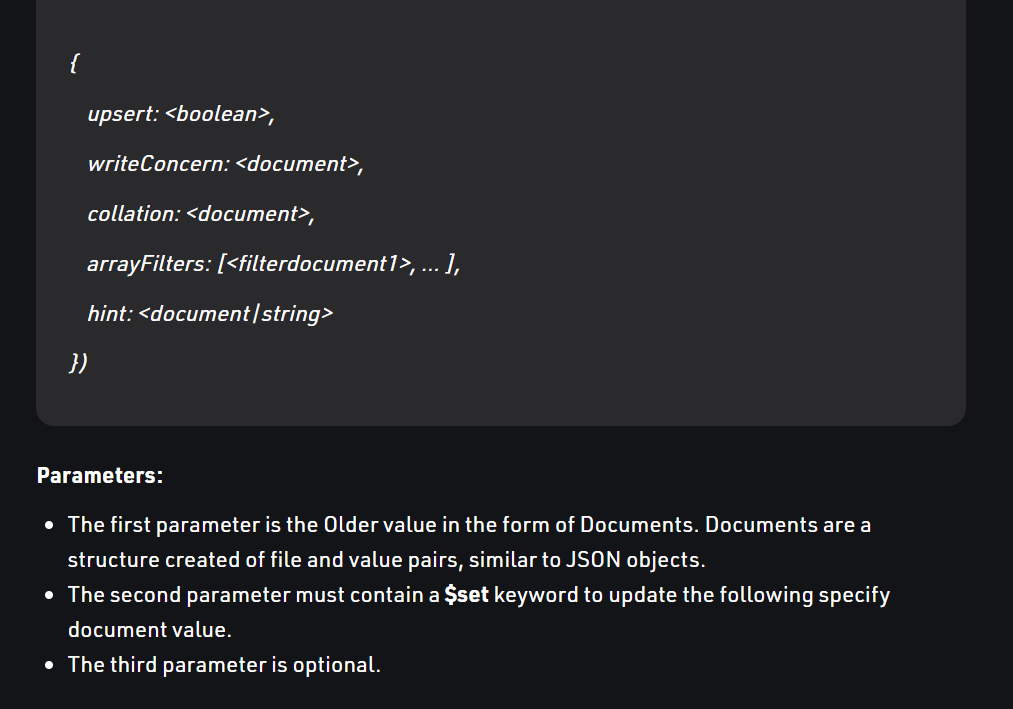 {
upsert: <boolean>,
writeConcern: <document>,
collation: <document>,
arrayFilters: [<filterdocument1>, ... ],
hint: <document|string>
})
Parameters:
• The first parameter is the Older value in the form of Documents. Documents are a
structure created of file and value pairs, similar to JSON objects.
• The second parameter must contain a $set keyword to update the following specify
document value.
• The third parameter is optional.